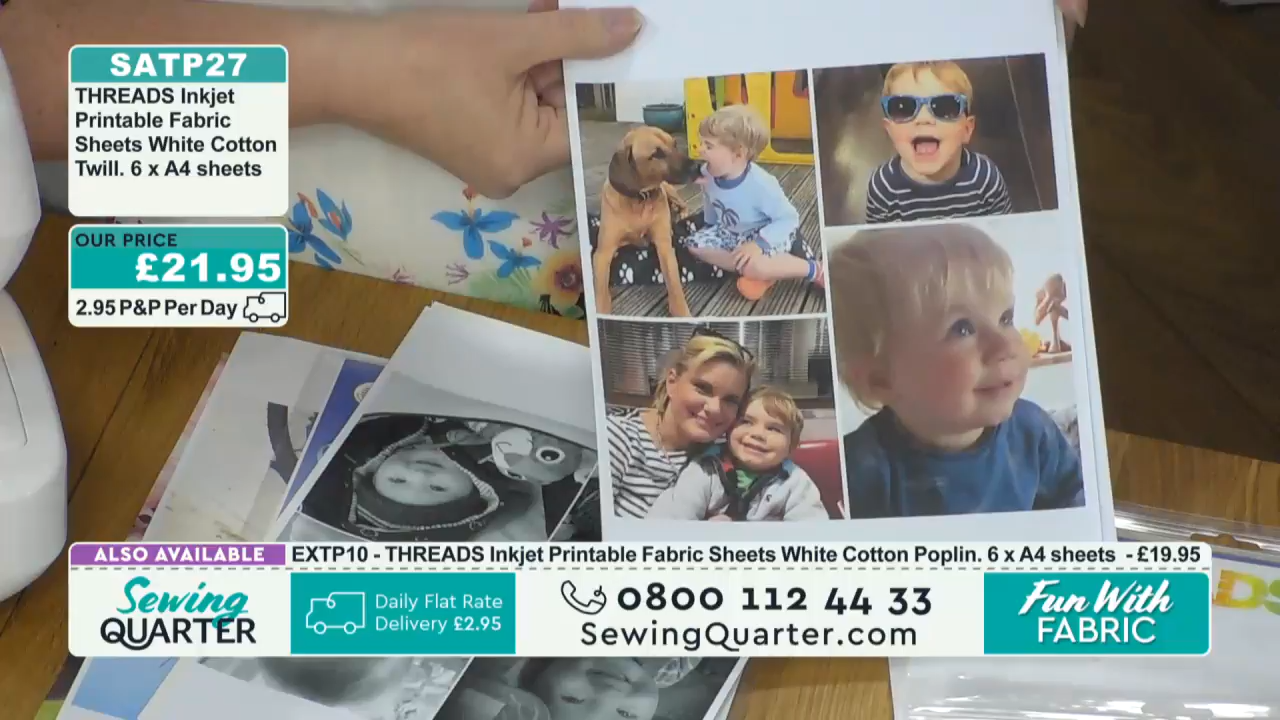 SATP27
THREADS Inkjet
Printable Fabric
Sheets White Cotton
Twill. 6 x A4 sheets
OUR PRICE
£21.95
2.95 P&P Per Day
ALSO AVAILABLE
EXTP10 - THREADS Inkjet Printable Fabric Sheets White Cotton Poplin. 6 x A4 sheets - £19.95
Sewing
QUARTER
Daily Flat Rate
Delivery £2.95
0800 112 44 33
SewingQuarter.com
Fun With
FABRIC